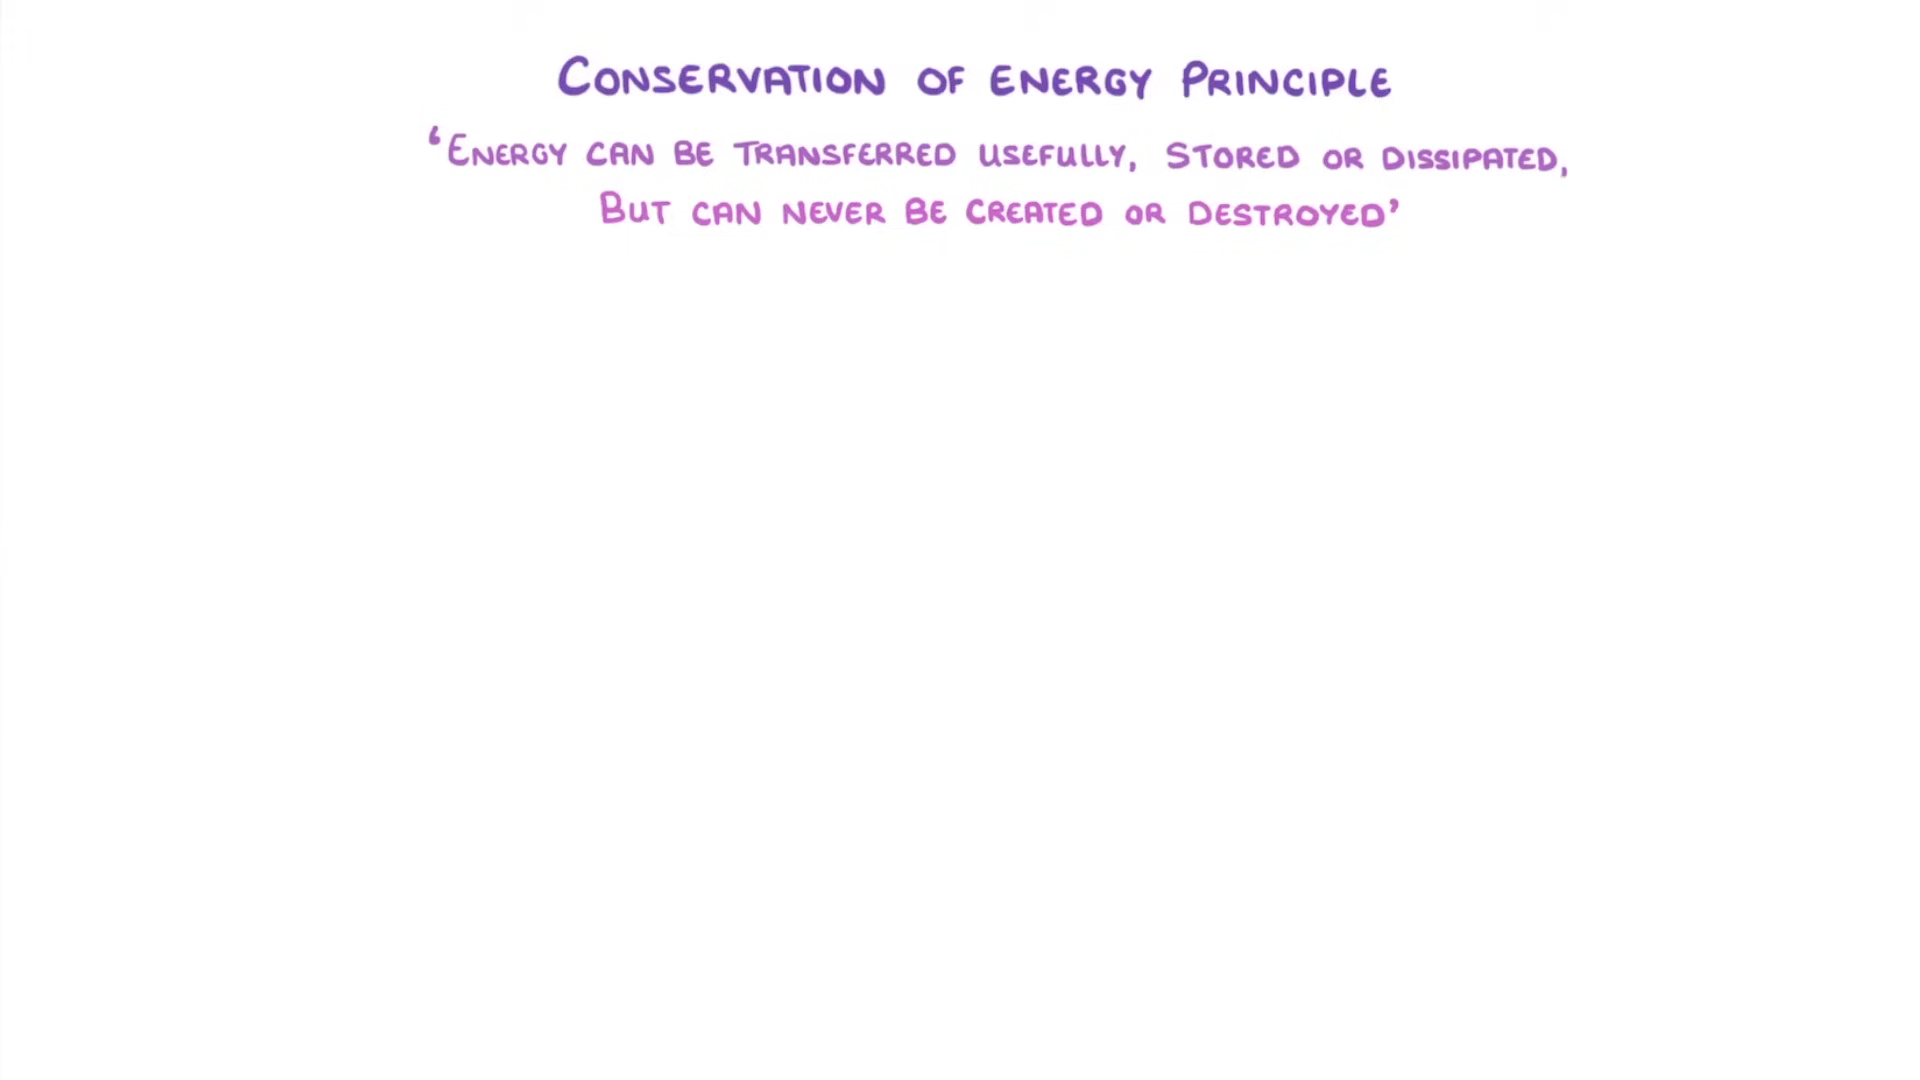 CONSERVATION OF ENERGY PRINCIPLE
‘ENERGY CAN BE TRANSFERRED USEFULLY, STORED OR DISSIPATED,
BUT CAN NEVER BE CREATED OR DESTROYED’